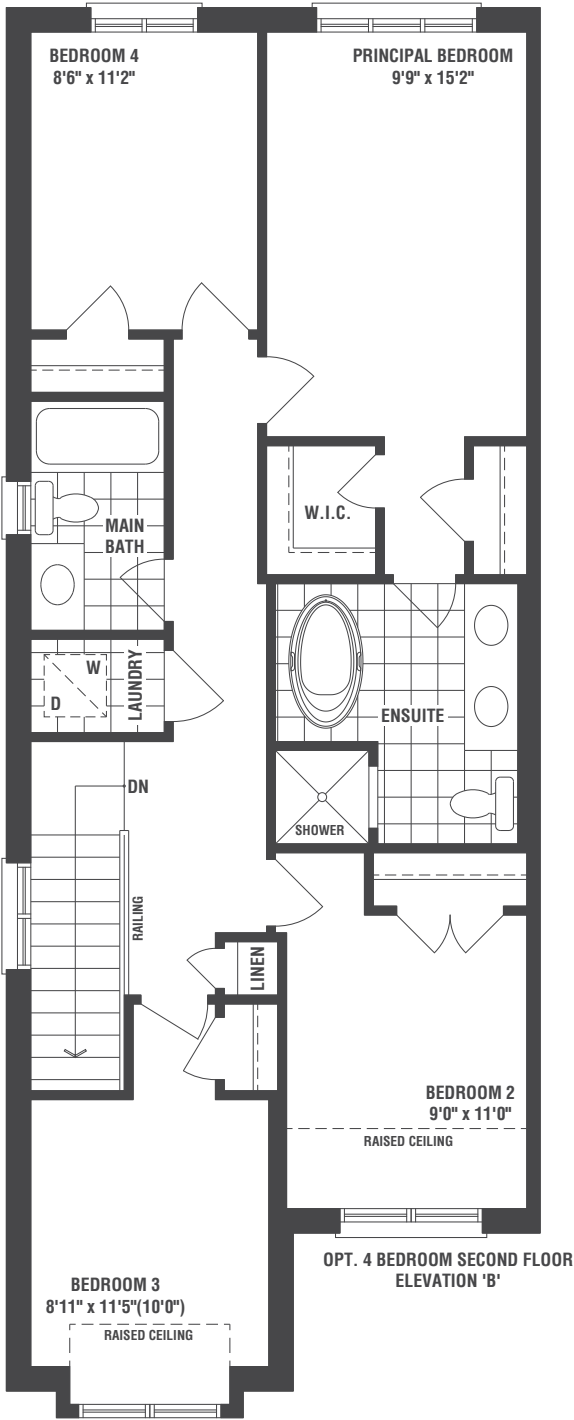 BEDROOM 4
8'6" x 11'2"
PRINCIPAL BEDROOM
9'9" x 15'2"
W.I.C.
MAIN
BATH
W
D
LAUNDRY
ENSUITE
DN
SHOWER
RAILING
LINEN
BEDROOM 2
9'0" x 11'0"
RAISED CEILING
OPT. 4 BEDROOM SECOND FLOOR
ELEVATION 'B'
BEDROOM 3
8'11" x 11'5"(10'0")
RAISED CEILING